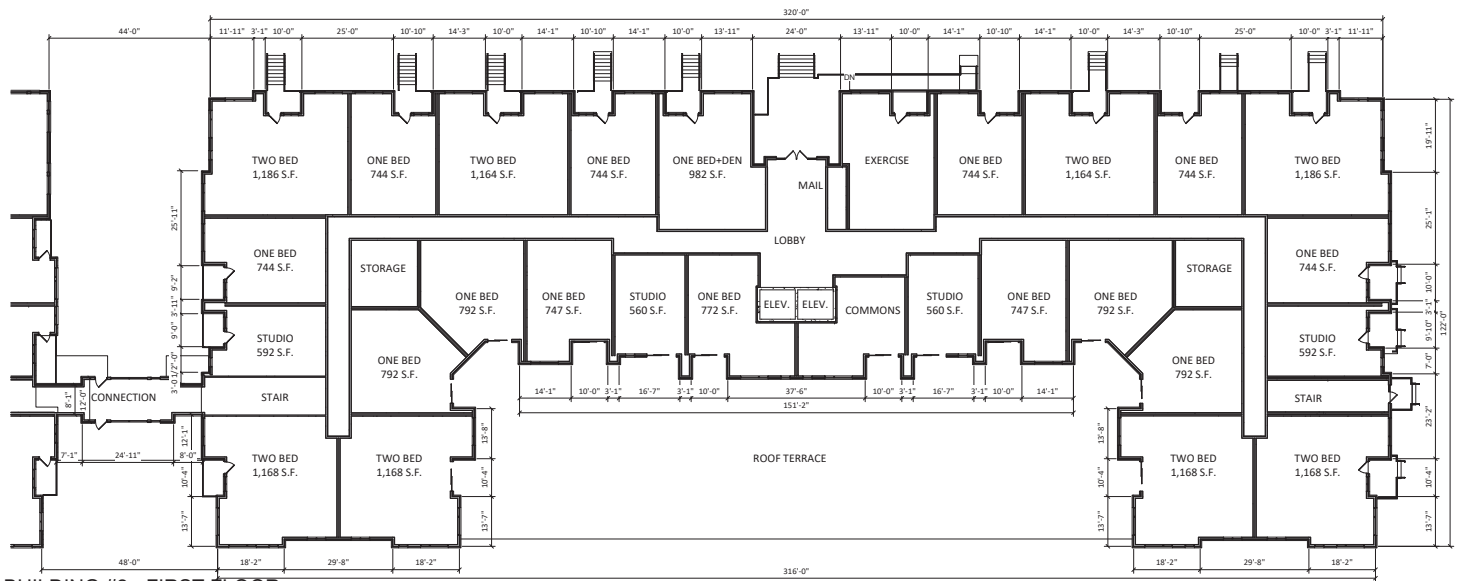 320'-0"
44'-0" 11'-11" 3'-1" 10'-0" 25'-0" 10'-10" 14'-3" 10'-0" 14'-1" 10'-10" 14'-1" 10'-0" 13'-11" 24'-0" 13'-11" 10'-0" 14'-1" 10'-10" 14'-1" 10'-0" 14'-3" 10'-10" 25'-0" 10'-0" 3'-1" 11'-11"
DN
TWO BED
1,186 S.F.
ONE BED
744 S.F.
TWO BED
1,164 S.F.
ONE BED
744 S.F.
ONE BED+DEN
982 S.F.
MAIL
EXERCISE
ONE BED
744 S.F.
TWO BED
1,164 S.F.
ONE BED
744 S.F.
TWO BED
1,186 S.F.
19'-11"
25'-11"
LOBBY
25'-1"
122'-0"
ONE BED
744 S.F.
STORAGE
ONE BED
792 S.F.
ONE BED
747 S.F.
STUDIO
560 S.F.
ONE BED
772 S.F.
ELEV.
ELEV.
COMMONS
STUDIO
560 S.F.
ONE BED
747 S.F.
ONE BED
792 S.F.
STORAGE
ONE BED
744 S.F.
9'-2"
3'-11"
9'-0"
3'-0 1/2"
10'-0"
3'-1"
9'-10"
7'-0"
STUDIO
592 S.F.
ONE BED
792 S.F.
ONE BED
792 S.F.
STUDIO
592 S.F.
CONNECTION
8'-1"
12'-0"
STAIR
STAIR
23'-2"
14'-1" 10'-0" 3'-1" 16'-7" 3'-1" 10'-0" 37'-6" 10'-0" 3'-1" 16'-7" 3'-1" 10'-0" 14'-1"
151'-2"
7'-1" 24'-11" 8'-0"
12'-1"
10'-4"
13'-7"
TWO BED
1,168 S.F.
TWO BED
1,168 S.F.
13'-8"
10'-4"
13'-7"
ROOF TERRACE
13'-8"
10'-4"
13'-7"
TWO BED
1,168 S.F.
TWO BED
1,168 S.F.
10'-4"
13'-7"
48'-0" 18'-2" 29'-8" 18'-2" 18'-2" 29'-8" 18'-2"
316'-0"
BUILDING #2 - FIRST FLOOR